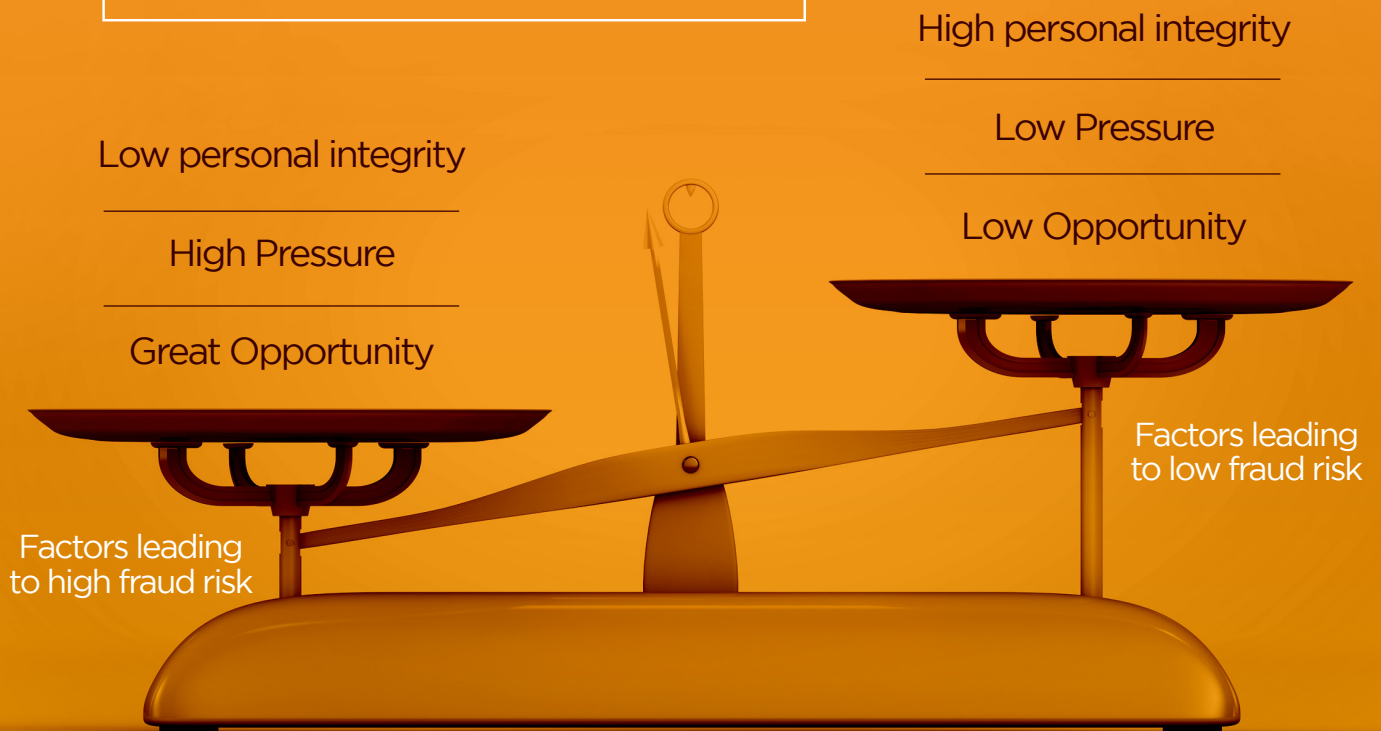 Low personal integrity
High Pressure
Great Opportunity
Factors leading
to high fraud risk
High personal integrity
Low Pressure
Low Opportunity
Factors leading
to low fraud risk